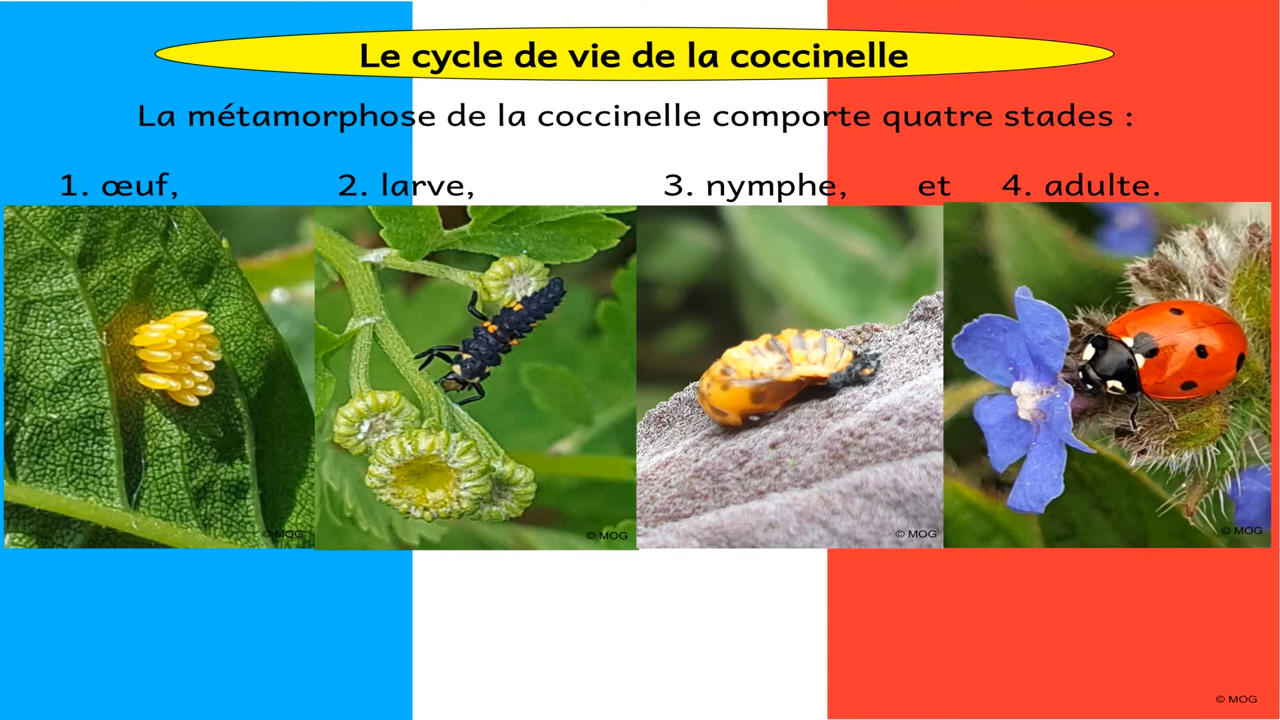 Le cycle de vie de la coccinelle
La métamorphose de la coccinelle comporte quatre stades :
1. œuf, 2. larve, 3. nymphe, et 4. adulte.
© MOG © MOG © MOG © MOG
© MOG